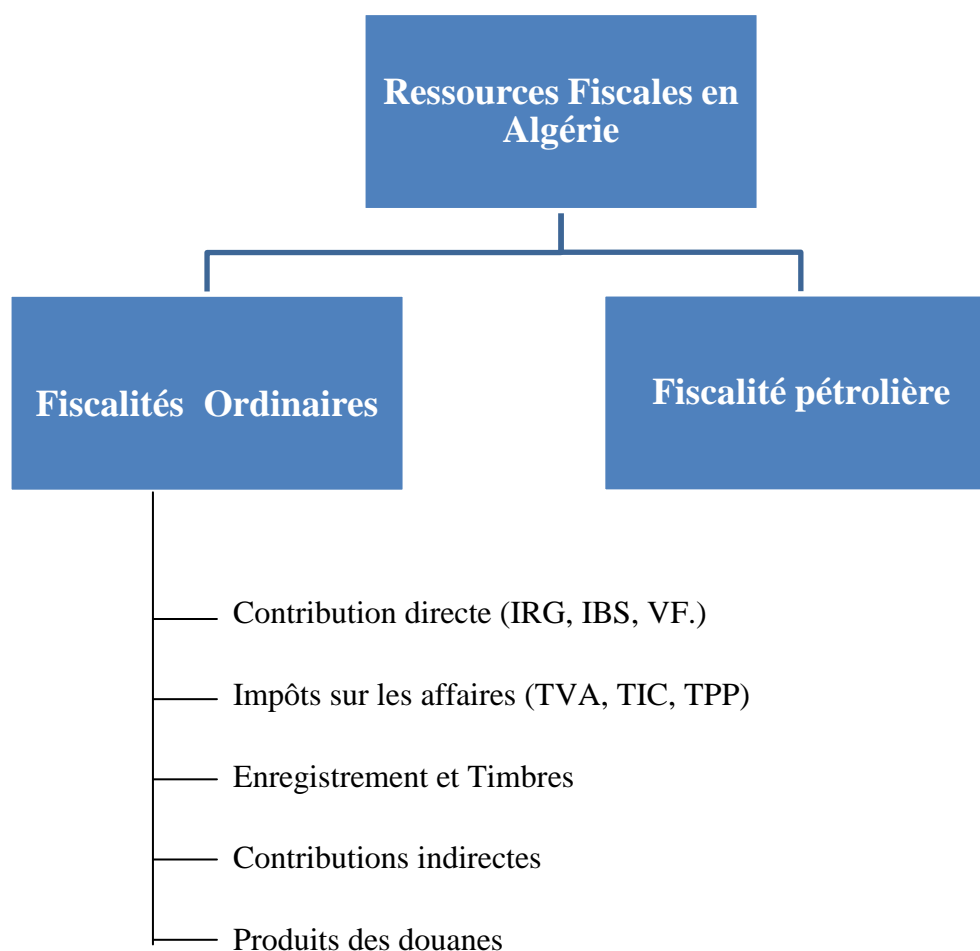 Ressources Fiscales en
Algérie
Fiscalités Ordinaires
Fiscalité pétrolière
Contribution directe (IRG, IBS, VF.)
Impôts sur les affaires (TVA, TIC, TPP)
Enregistrement et Timbres
Contributions indirectes
Produits des douanes